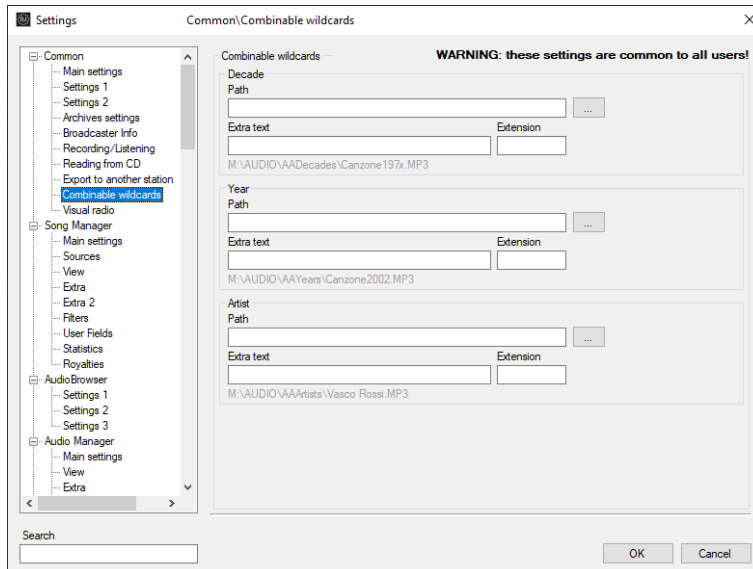 Settings
Common\Combinable wildcards
Common
Main settings
Settings 1
Settings 2
Archives settings
Broadcaster Info
Recording/Listening
Reading from CD
Export to another station
Combinable wildcards
Visual radio
Song Manager
Main settings
Sources
View
Extra
Extra 2
Filters
User Fields
Statistics
Royalties
AudioBrowser
Settings 1
Settings 2
Settings 3
Audio Manager
Main settings
View
Extra
Search
Combinable wildcards
WARNING: these settings are common to all users!
Decade
Path
...
Extra text Extension
M:\AUDIO\AADecades\Canzone197x.MP3
Year
Path
...
Extra text Extension
M:\AUDIO\AAYears\Canzone2002.MP3
Artist
Path
...
Extra text Extension
M:\AUDIO\AAArtists\Vasco Rossi.MP3
OK Cancel